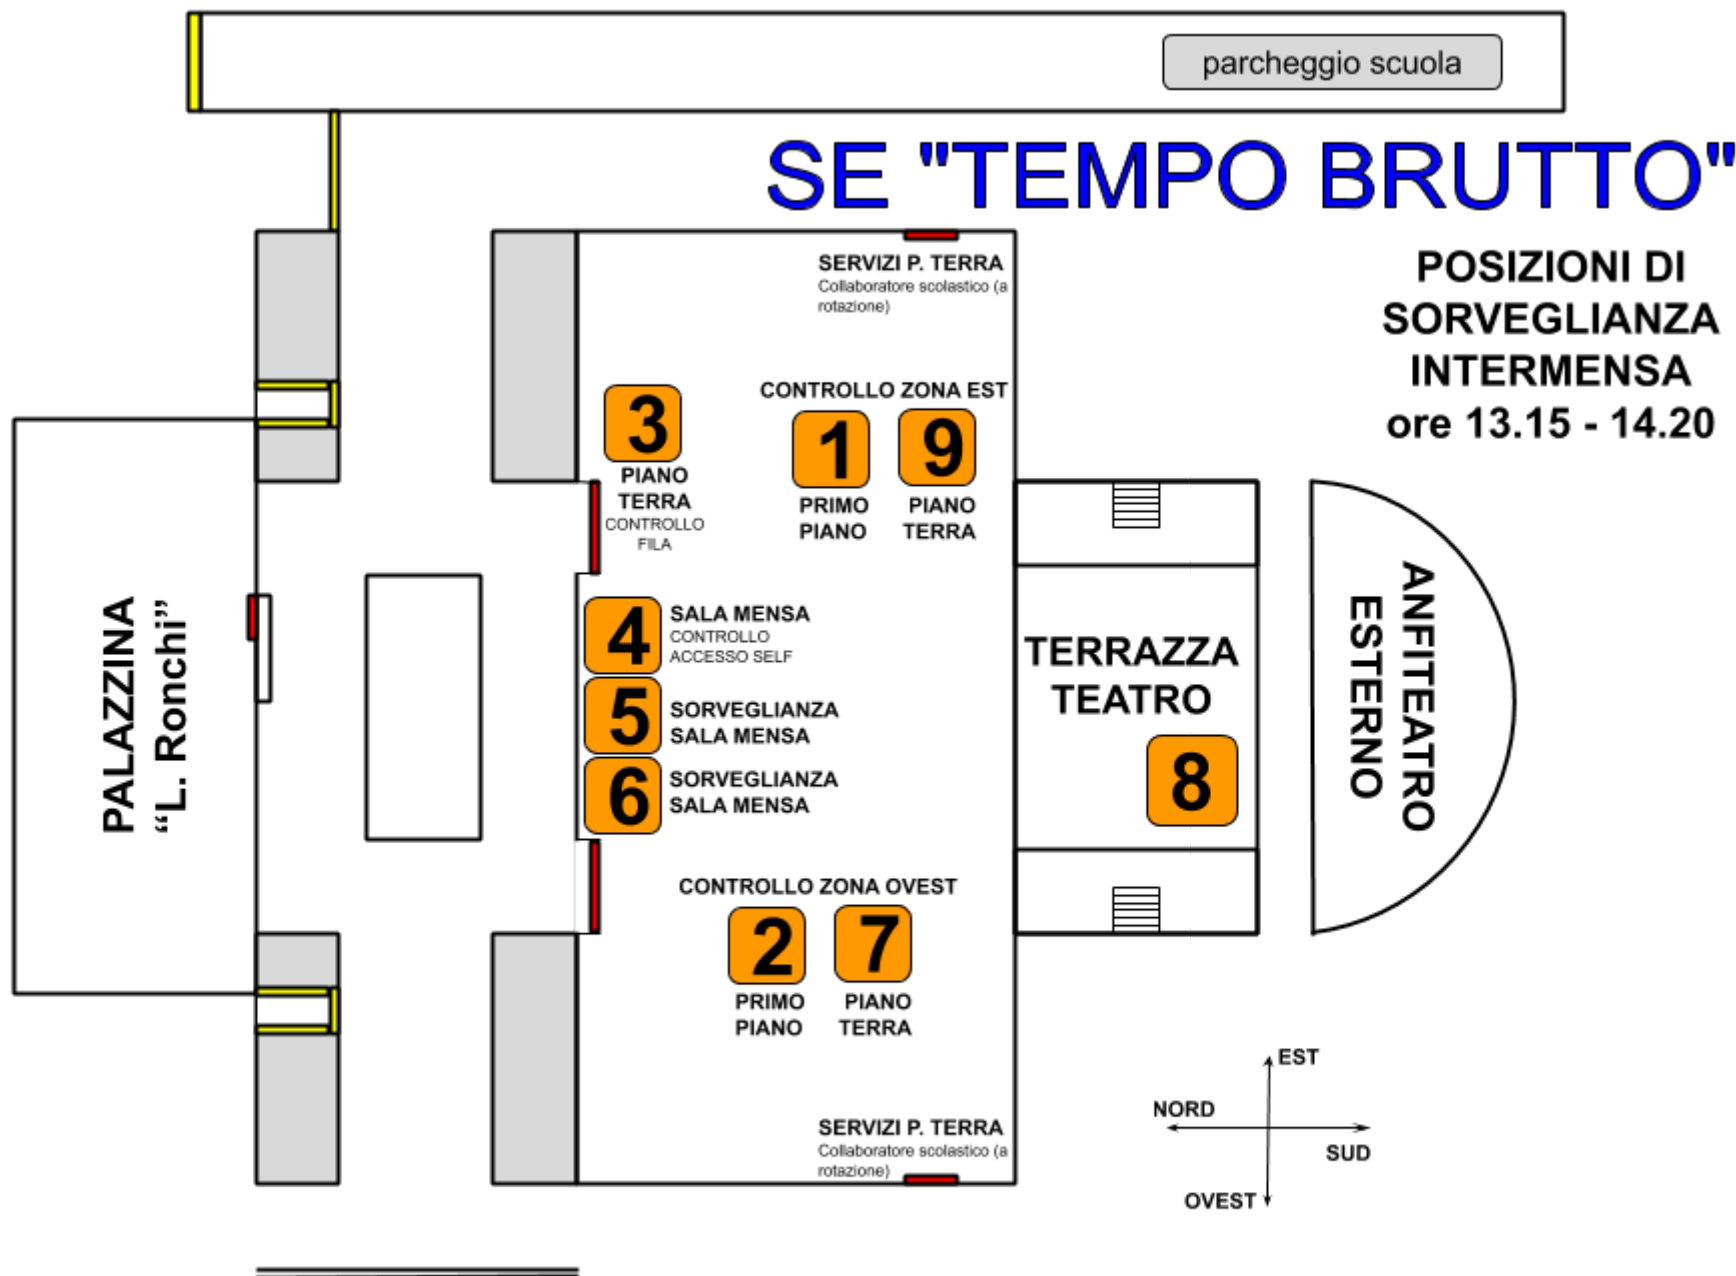 parcheggio scuola
SE "TEMPO BRUTTO"
POSIZIONI DI
SORVEGLIANZA
INTERMENSA
ore 13.15 - 14.20
SERVIZI P. TERRA
Collaboratore scolastico (a
rotazione)
CONTROLLO ZONA EST
3
PIANO
TERRA
CONTROLLO
FILA
1
PRIMO
PIANO
9
PIANO
TERRA
PALAZZINA
“L. Ronchi”
4
SALA MENSA
CONTROLLO
ACCESSO SELF
5
SORVEGLIANZA
SALA MENSA
6
SORVEGLIANZA
SALA MENSA
TERRAZZA
TEATRO
8
ANFITEATRO
ESTERNO
CONTROLLO ZONA OVEST
2
PRIMO
PIANO
7
PIANO
TERRA
SERVIZI P. TERRA
Collaboratore scolastico (a
rotazione)
EST
NORD
SUD
OVEST